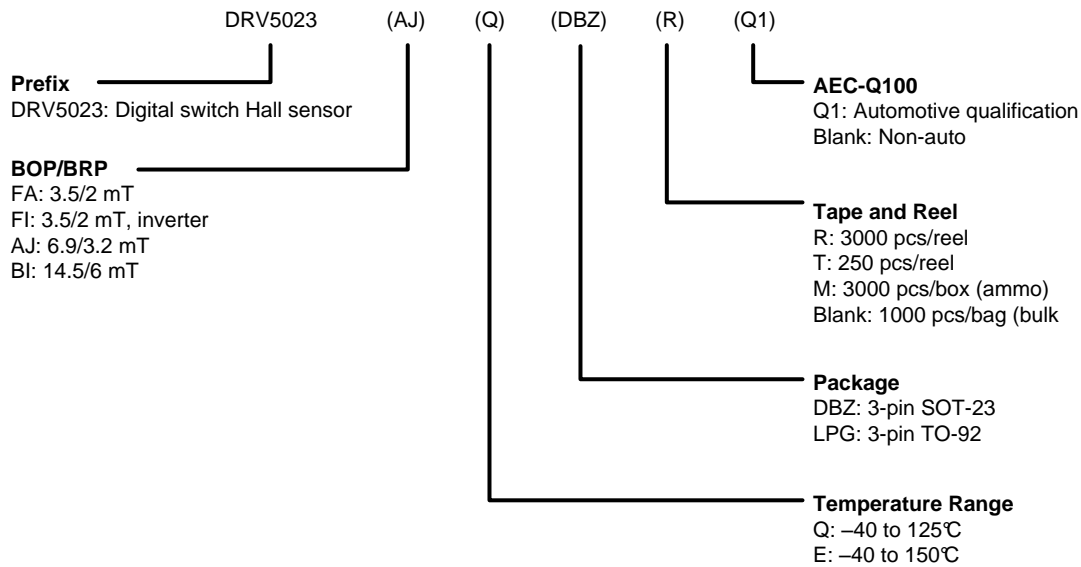 DRV5023 (AJ) (Q) (DBZ) (R) (Q1)
Prefix
DRV5023: Digital switch Hall sensor
BOP/BRP
FA: 3.5/2 mT
FI: 3.5/2 mT, inverter
AJ: 6.9/3.2 mT
BI: 14.5/6 mT
AEC-Q100
Q1: Automotive qualification
Blank: Non-auto
Tape and Reel
R: 3000 pcs/reel
T: 250 pcs/reel
M: 3000 pcs/box (ammo)
Blank: 1000 pcs/bag (bulk
Package
DBZ: 3-pin SOT-23
LPG: 3-pin TO-92
Temperature Range
Q: –40 to 125°C
E: –40 to 150°C